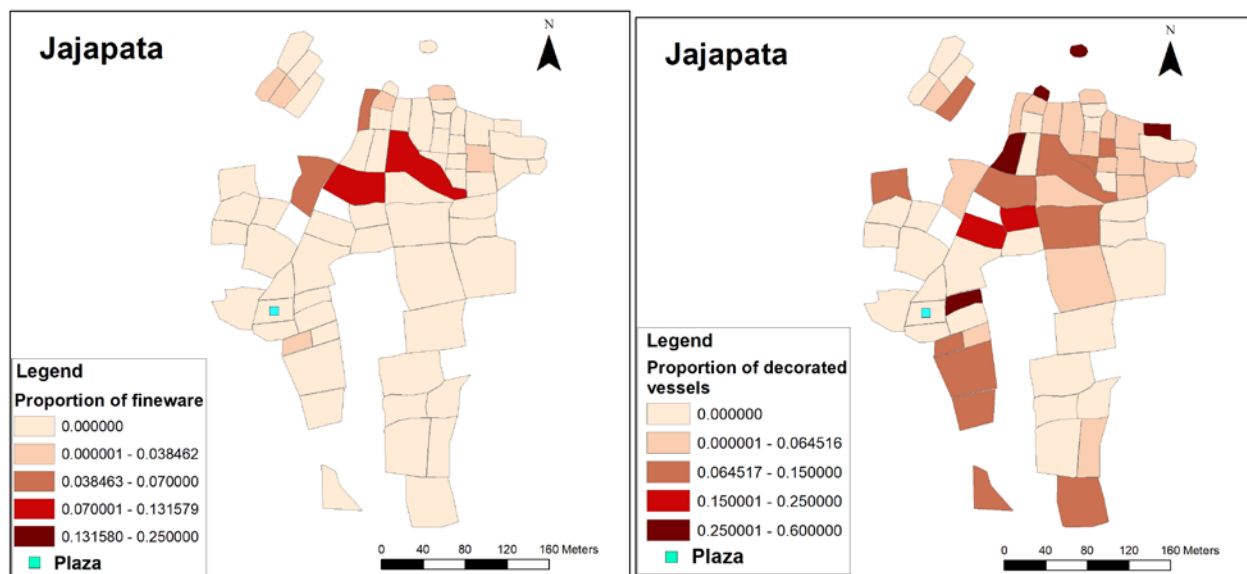 Jajapata
N
Legend
Proportion of fineware
0.000000
0.000001 - 0.038462
0.038463 - 0.070000
0.070001 - 0.131579
0.131580 - 0.250000
Plaza
0 40 80 120 160 Meters
Jajapata
N
Legend
Proportion of decorated
vessels
0.000000
0.000001 - 0.064516
0.064517 - 0.150000
0.150001 - 0.250000
0.250001 - 0.600000
Plaza
0 40 80 120 160 Meters